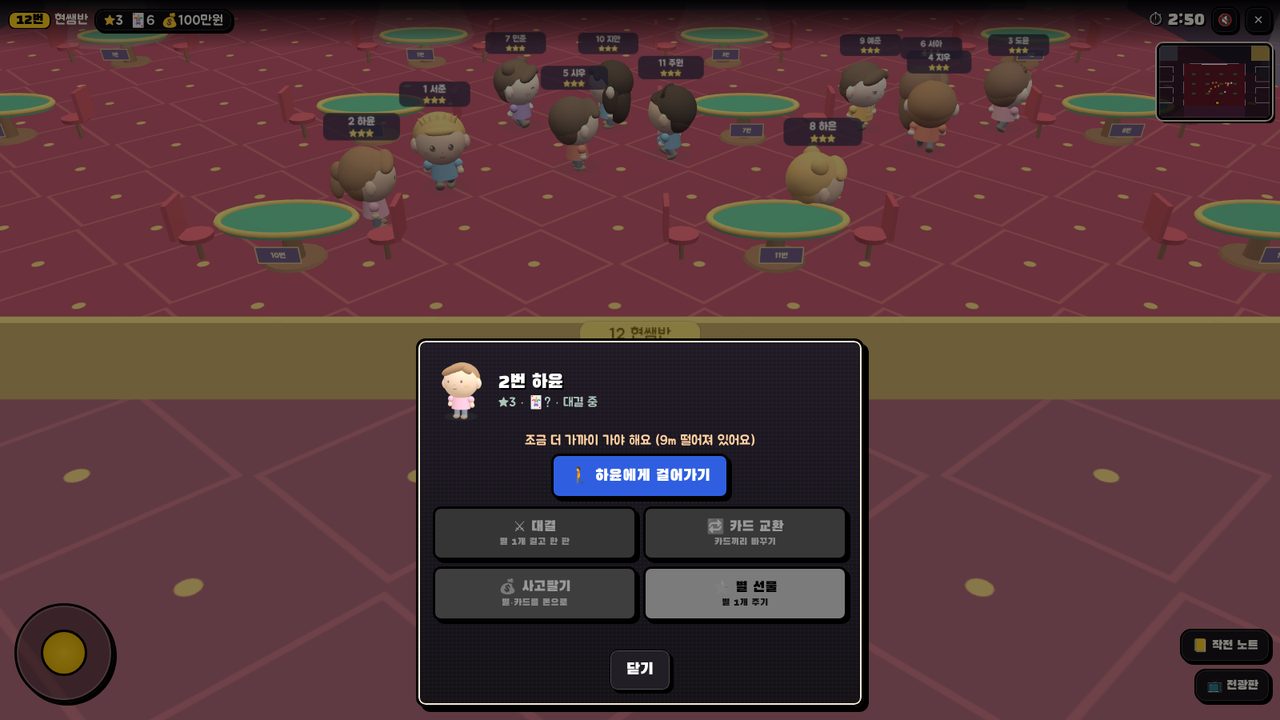 12번 현쌤반 ★3 🃏6 💰100만원
⏱ 2:50
7 민준
★★★
10 지안
★★★
9 예준
★★★
6 서아
3 도윤
★★★
4 지우
★★★
11 주원
★★★
5 시우
★★★
1 서준
★★★
2 하윤
★★★
8 하은
★★★
7번
8번
10번
11번
12 현쌤반
2번 하윤
★3 · 🃏? · 대결 중
조금 더 가까이 가야 해요 (9m 떨어져 있어요)
🚶 하윤에게 걸어가기
⚔ 대결
별 1개 걸고 한 판
🔁 카드 교환
카드끼리 바꾸기
💰 사고팔기
별·카드를 돈으로
별 선물
별 1개 주기
닫기
📒 작전 노트
📺 전광판